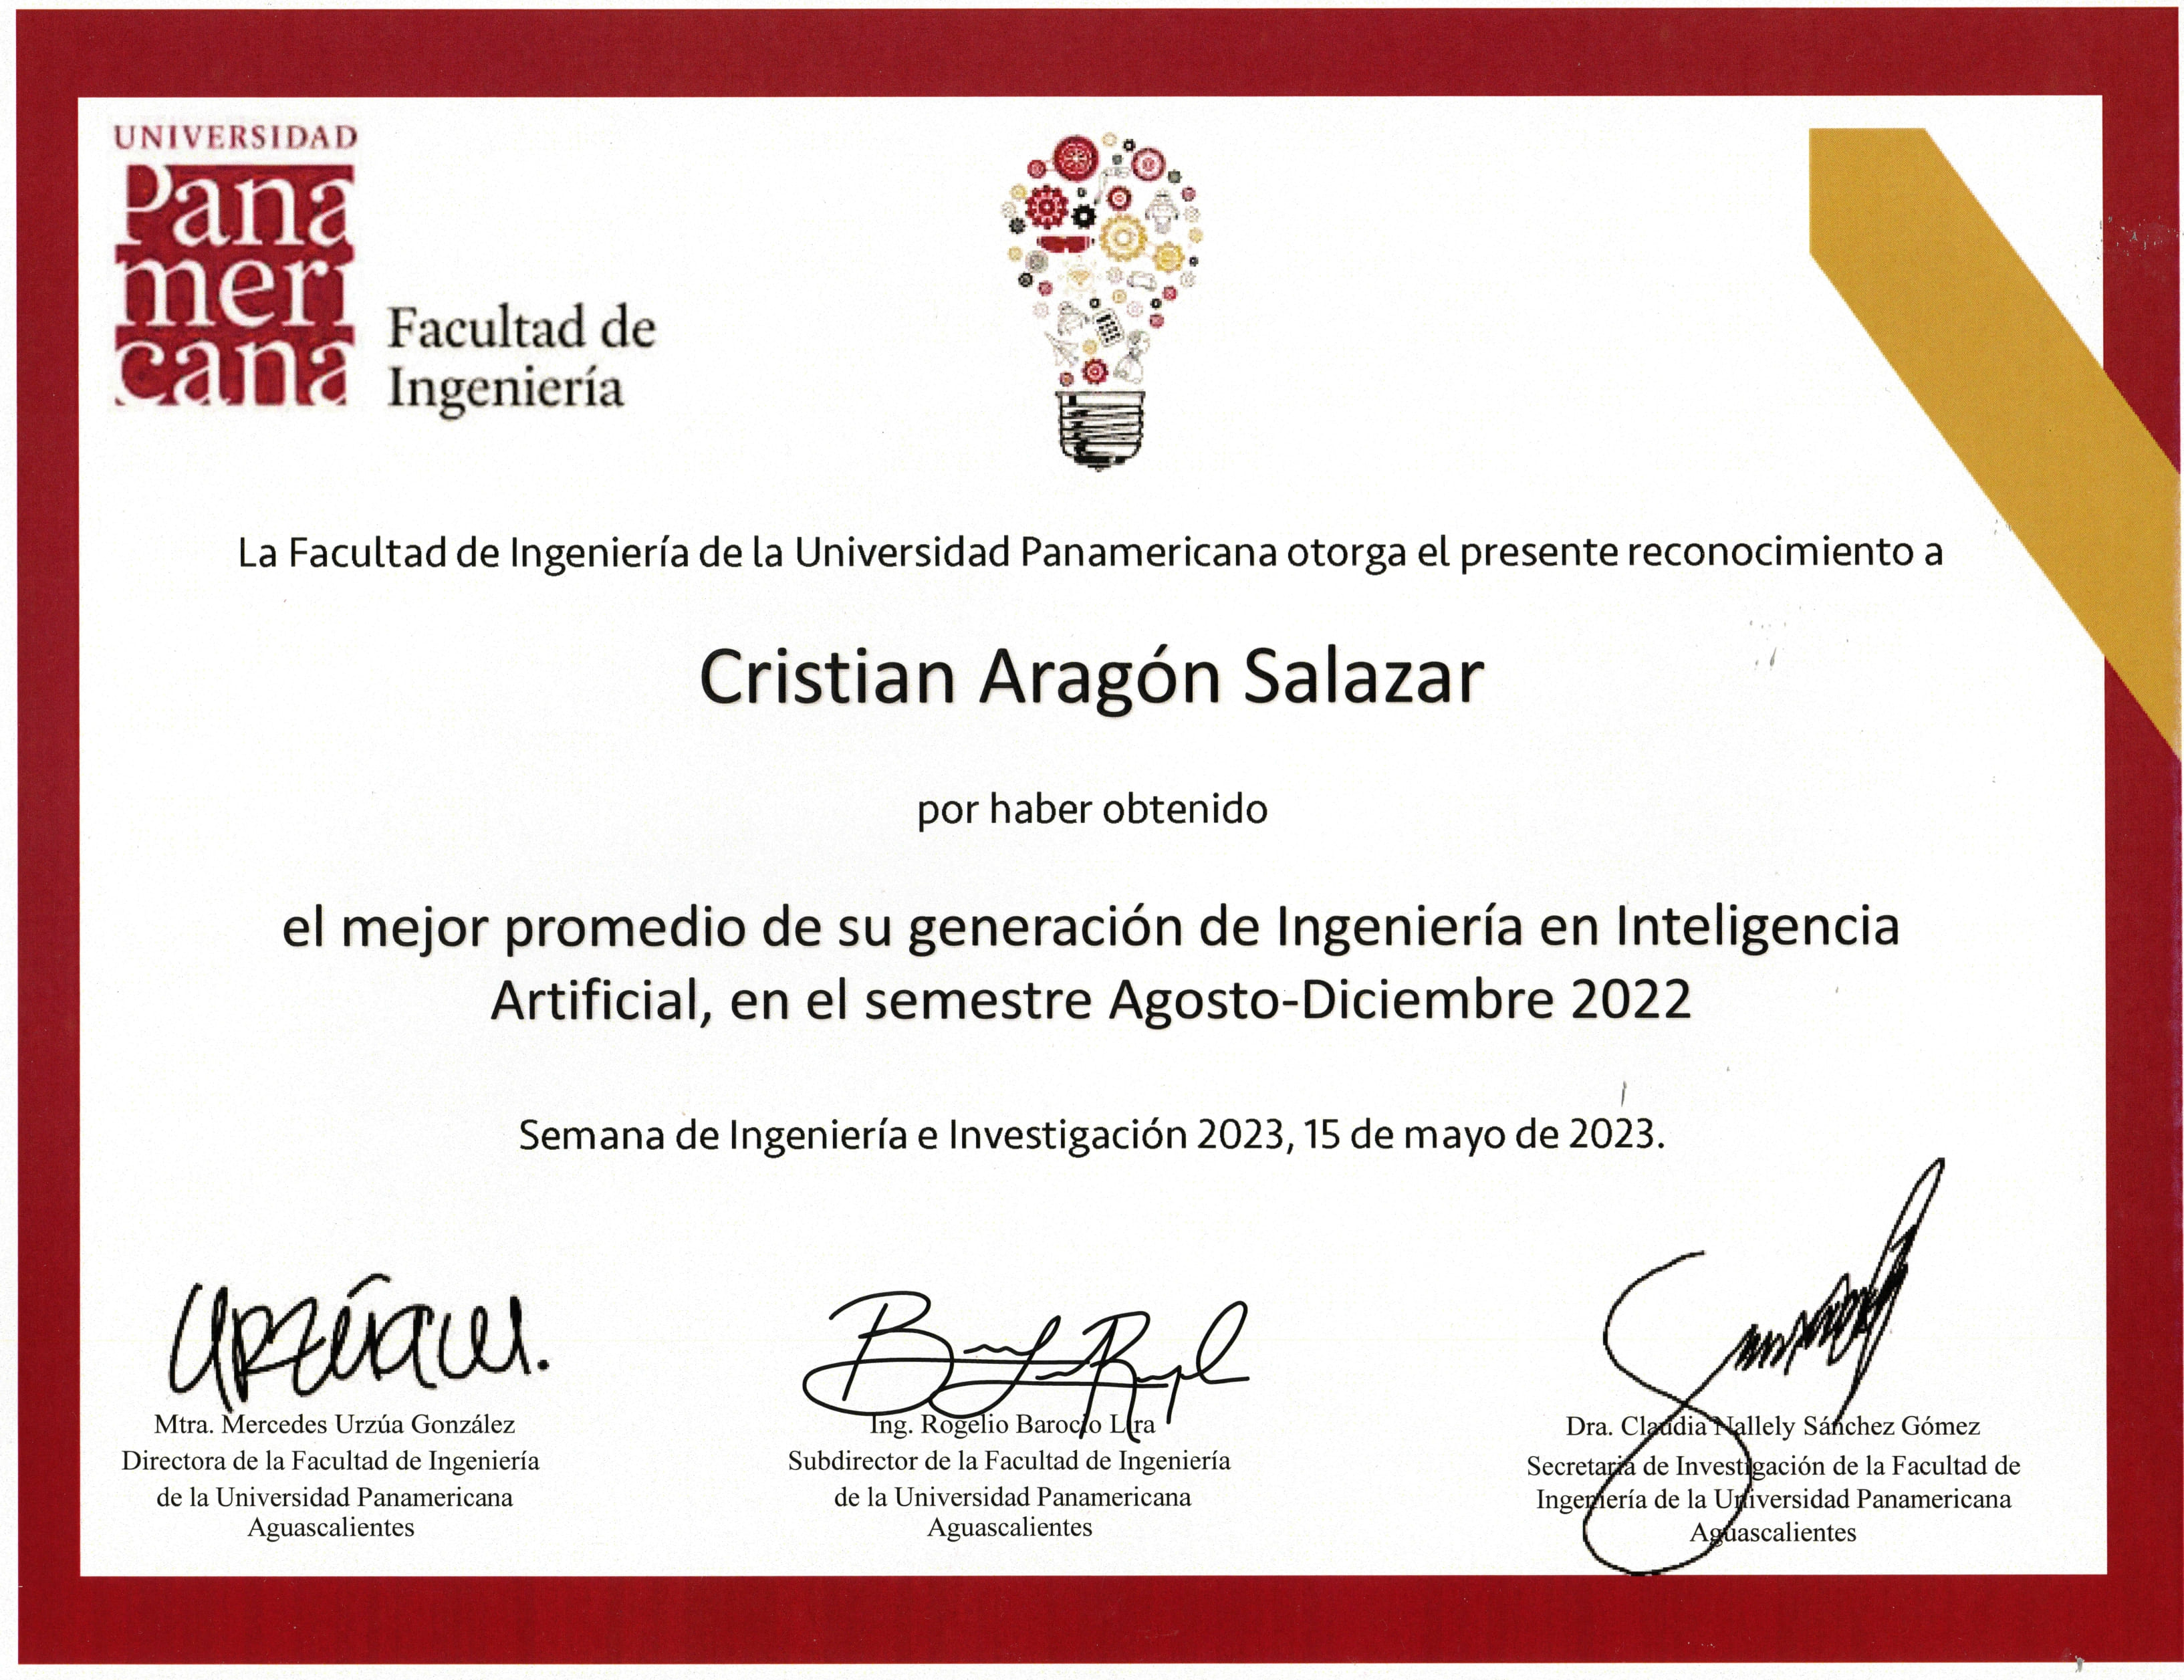 UNIVERSIDAD
Pana
meri
cana
Facultad de
Ingeniería
La Facultad de Ingeniería de la Universidad Panamericana otorga el presente reconocimiento a
Cristian Aragón Salazar
por haber obtenido
el mejor promedio de su generación de Ingeniería en Inteligencia
Artificial, en el semestre Agosto-Diciembre 2022
Semana de Ingeniería e Investigación 2023, 15 de mayo de 2023.
Mtra. Mercedes Urzúa González
Directora de la Facultad de Ingeniería
de la Universidad Panamericana
Aguascalientes
Ing. Rogelio Barocio Lira
Subdirector de la Facultad de Ingeniería
de la Universidad Panamericana
Aguascalientes
Dra. Claudia Nallely Sánchez Gómez
Secretaria de Investigación de la Facultad de
Ingeniería de la Universidad Panamericana
Aguascalientes